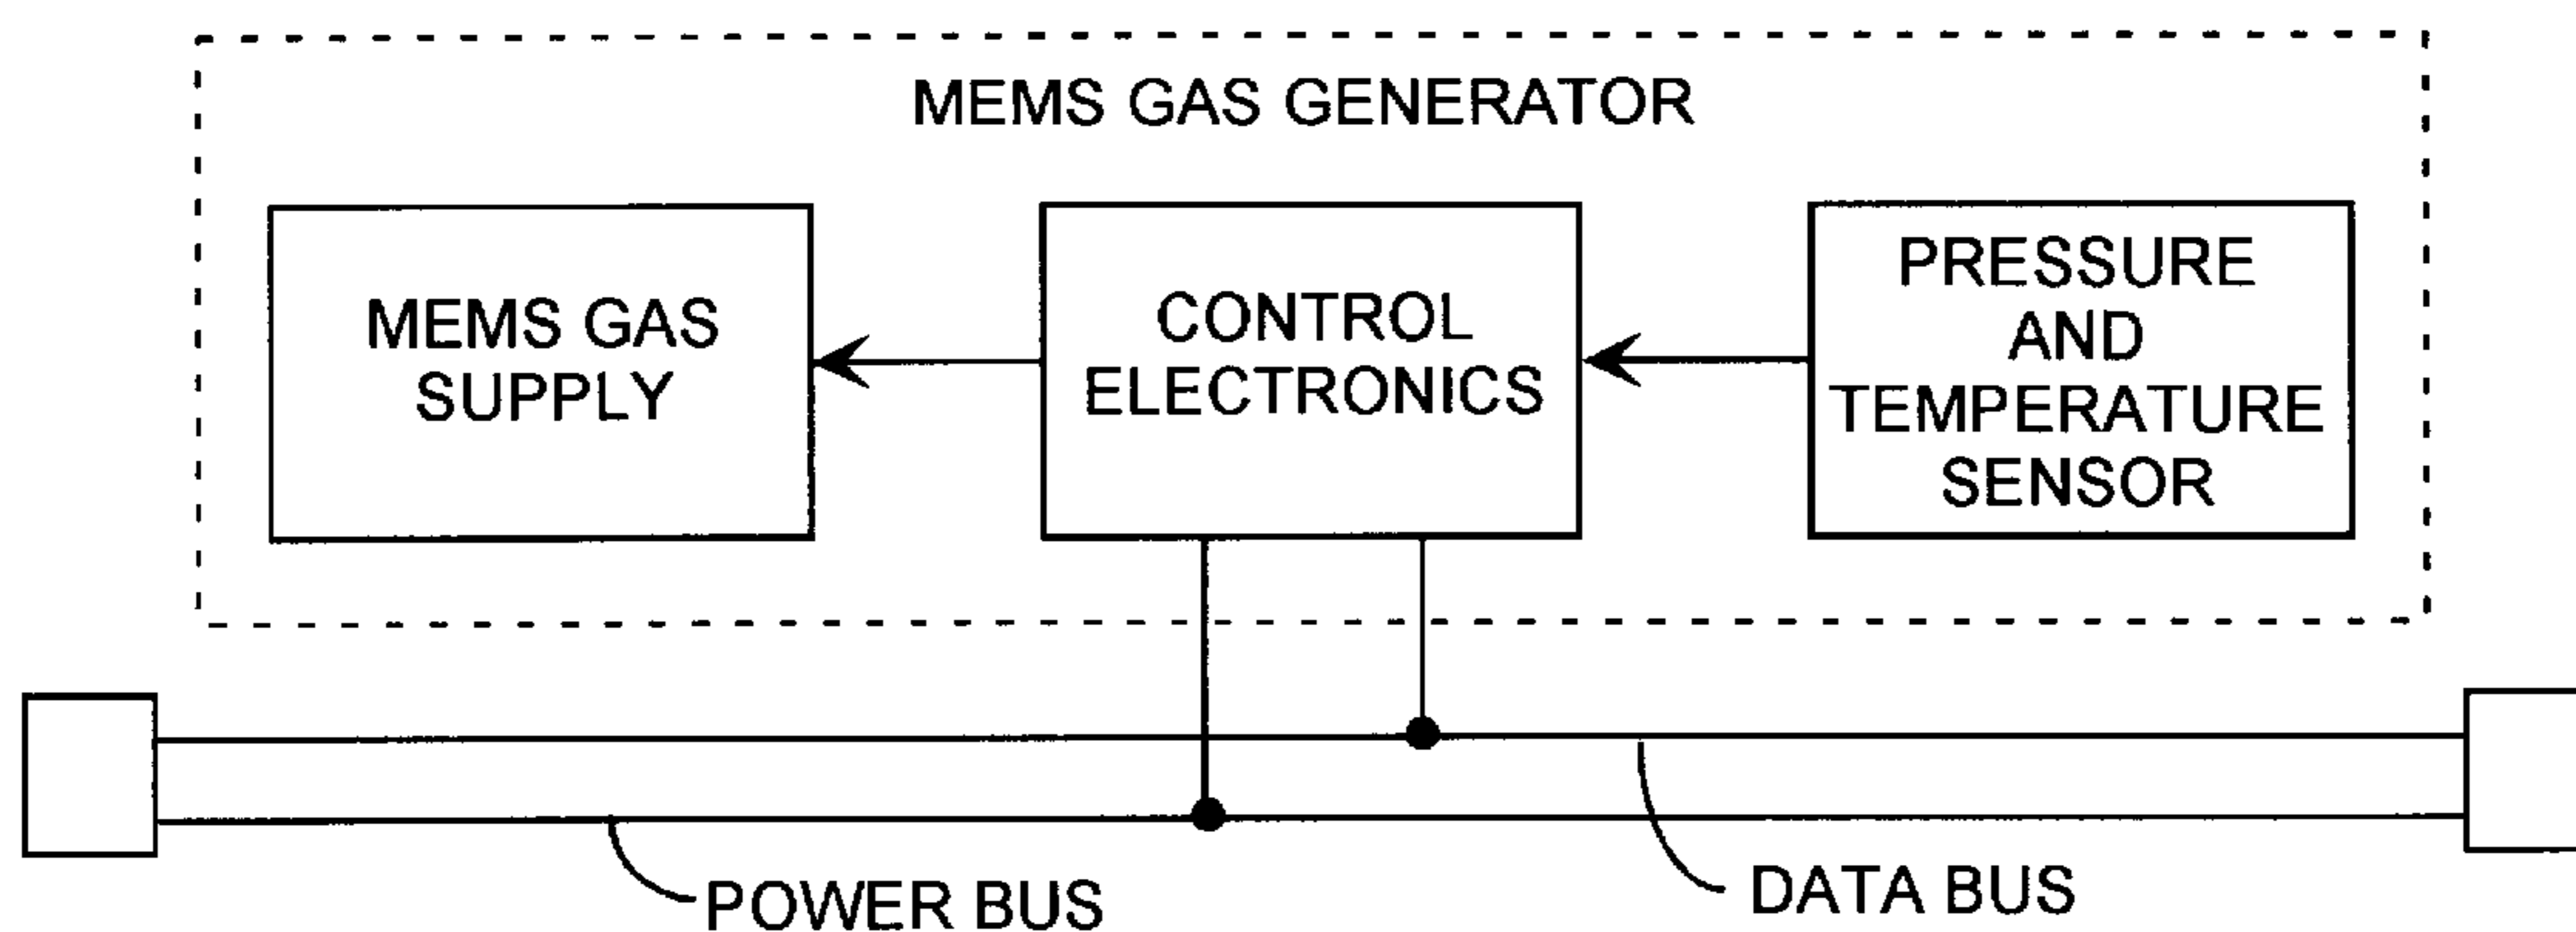 MEMS GAS GENERATOR
MEMS GAS
SUPPLY
CONTROL
ELECTRONICS
PRESSURE
AND
TEMPERATURE
SENSOR
POWER BUS
DATA BUS